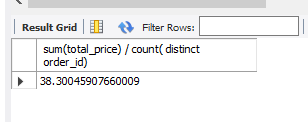 Result Grid Filter Rows:
sum(total_price) / count( distinct
order_id)
38.30045907660009